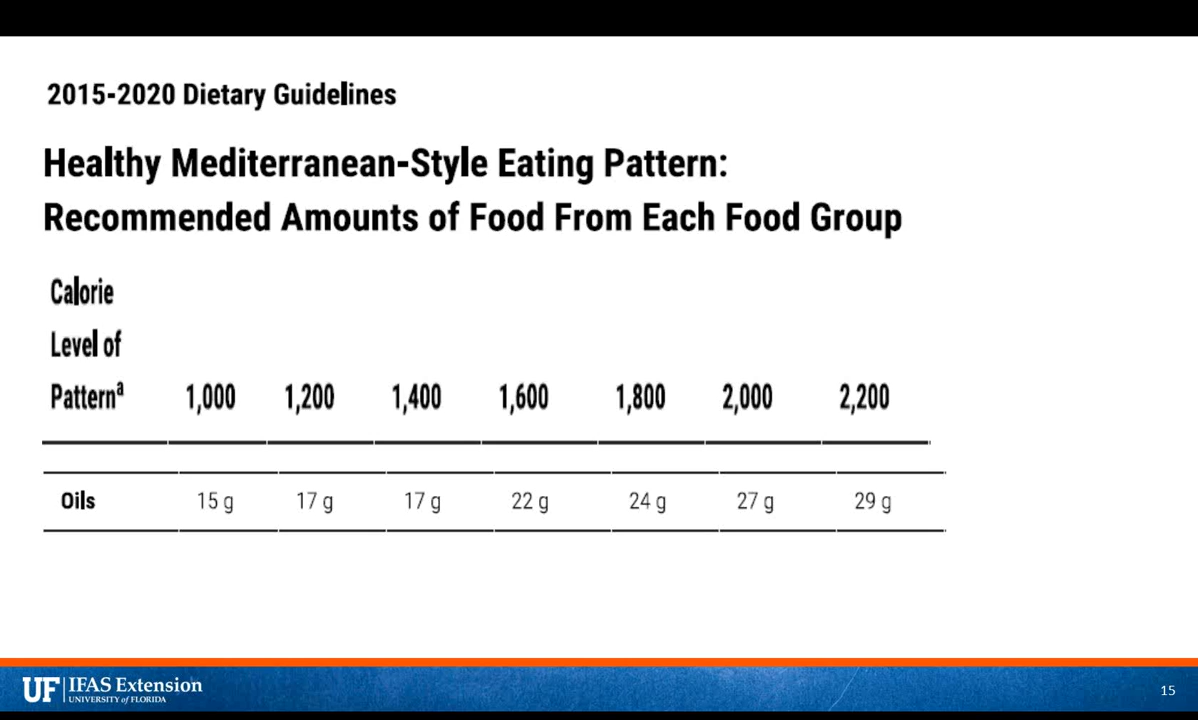 2015-2020 Dietary Guidelines
Healthy Mediterranean-Style Eating Pattern:
Recommended Amounts of Food From Each Food Group
Calorie
Level of
Patternᵃ 1,000 1,200 1,400 1,600 1,800 2,000 2,200
Oils 15 g 17 g 17 g 22 g 24 g 27 g 29 g
UF IFAS Extension
UNIVERSITY of FLORIDA
15